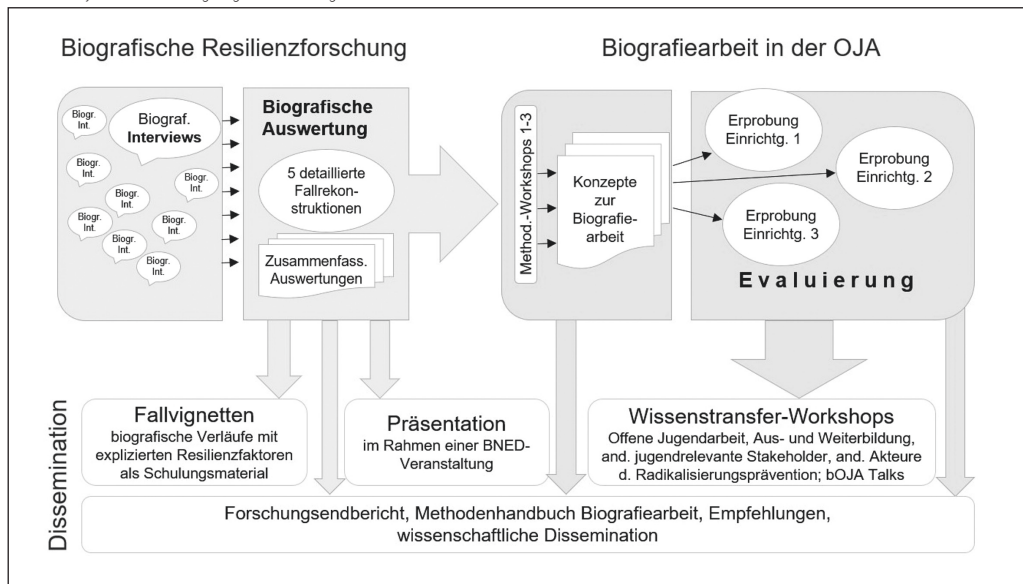 Biografische Resilienzforschung
Biografiearbeit in der OJA
Biogr.
Int.
Biograf.
Interviews
Biogr.
Int.
Biogr.
Int.
Biogr.
Int.
Biogr.
Int.
Biogr.
Int.
Biogr.
Int.
Biogr.
Int.
Biografische
Auswertung
5 detaillierte
Fallrekon-
struktionen
Zusammenfass.
Auswertungen
Method.-Workshops 1-3
Konzepte
zur
Biografie-
arbeit
Erprobung
Einrichtg. 1
Erprobung
Einrichtg. 2
Erprobung
Einrichtg. 3
Evaluierung
Dissemination
Fallvignetten
biografische Verläufe mit
explizierten Resilienzfaktoren
als Schulungsmaterial
Präsentation
im Rahmen einer BNED-
Veranstaltung
Wissenstransfer-Workshops
Offene Jugendarbeit, Aus- und Weiterbildung,
and. jugendrelevante Stakeholder, and. Akteure
d. Radikalisierungsprävention; bOJA Talks
Forschungsendbericht, Methodenhandbuch Biografiearbeit, Empfehlungen,
wissenschaftliche Dissemination